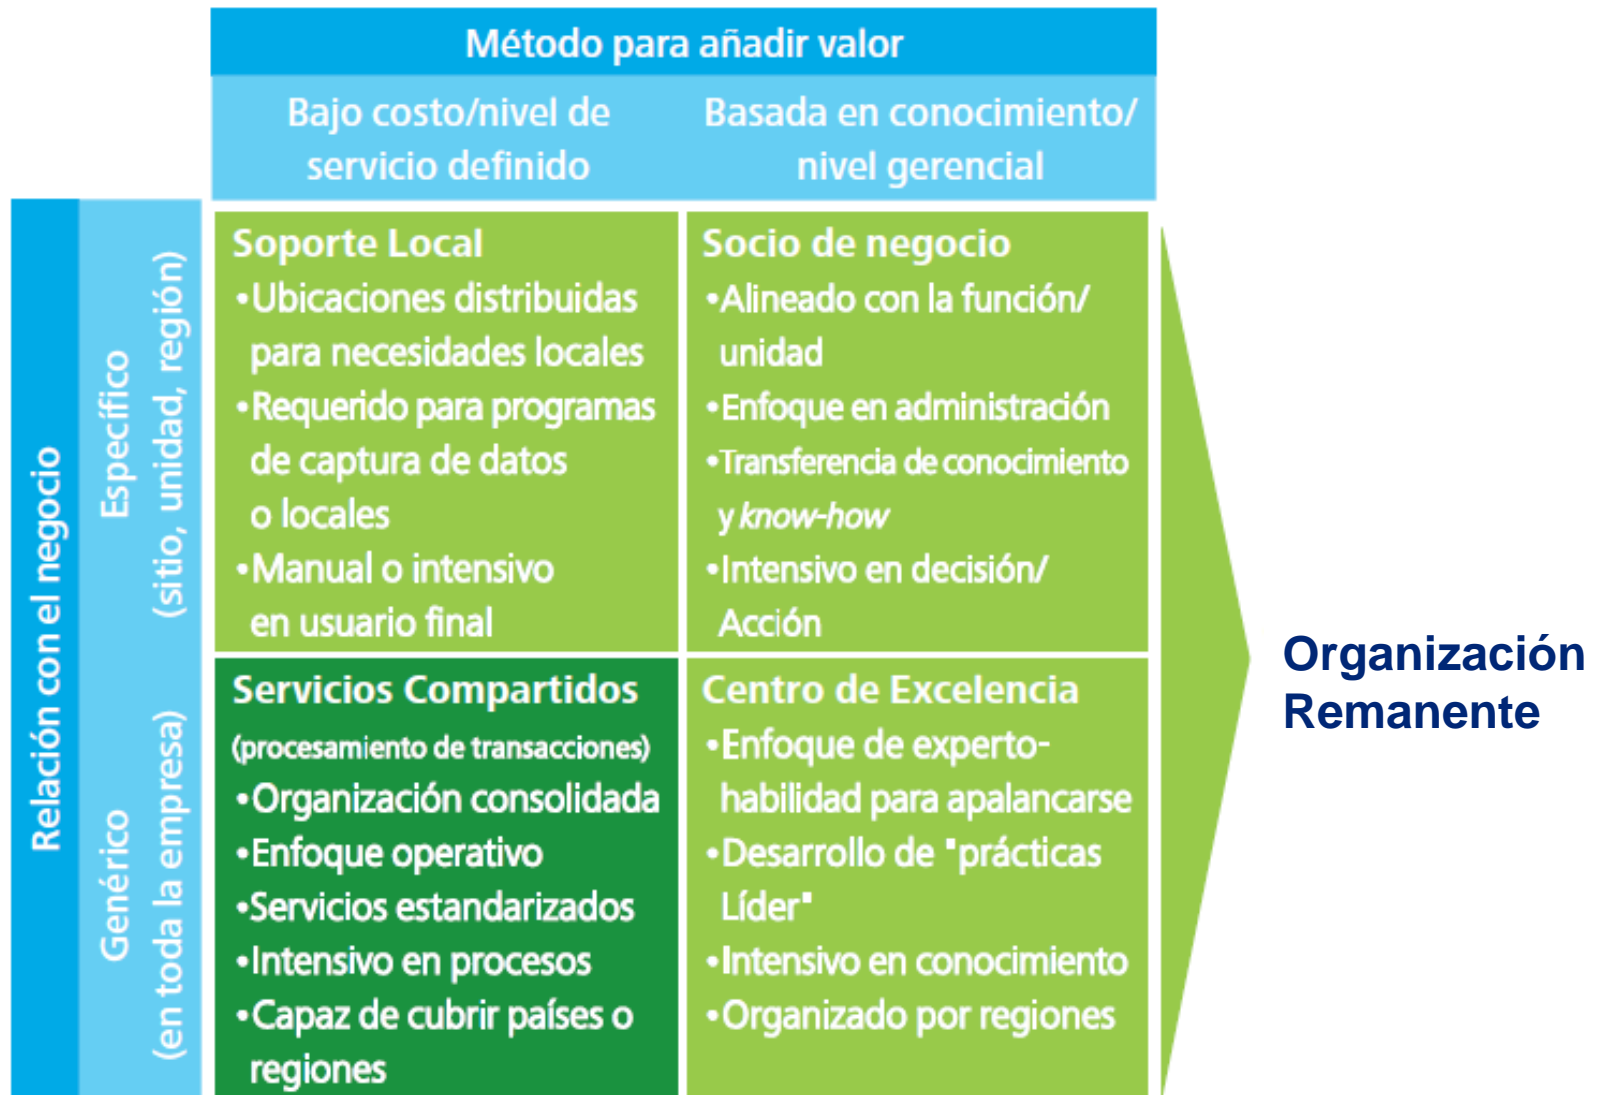 Método para añadir valor
Bajo costo/nivel de
servicio definido
Basada en conocimiento/
nivel gerencial
Relación con el negocio
Específico
(sitio, unidad, región)
Genérico
(en toda la empresa)
Soporte Local
•Ubicaciones distribuidas
para necesidades locales
•Requerido para programas
de captura de datos
o locales
•Manual o intensivo
en usuario final
Socio de negocio
•Alineado con la función/
unidad
•Enfoque en administración
•Transferencia de conocimiento
y know-how
•Intensivo en decisión/
Acción
Servicios Compartidos
(procesamiento de transacciones)
•Organización consolidada
•Enfoque operativo
•Servicios estandarizados
•Intensivo en procesos
•Capaz de cubrir países o
regiones
Centro de Excelencia
•Enfoque de experto-
habilidad para apalancarse
•Desarrollo de "prácticas
Líder"
•Intensivo en conocimiento
•Organizado por regiones
Organización
Remanente